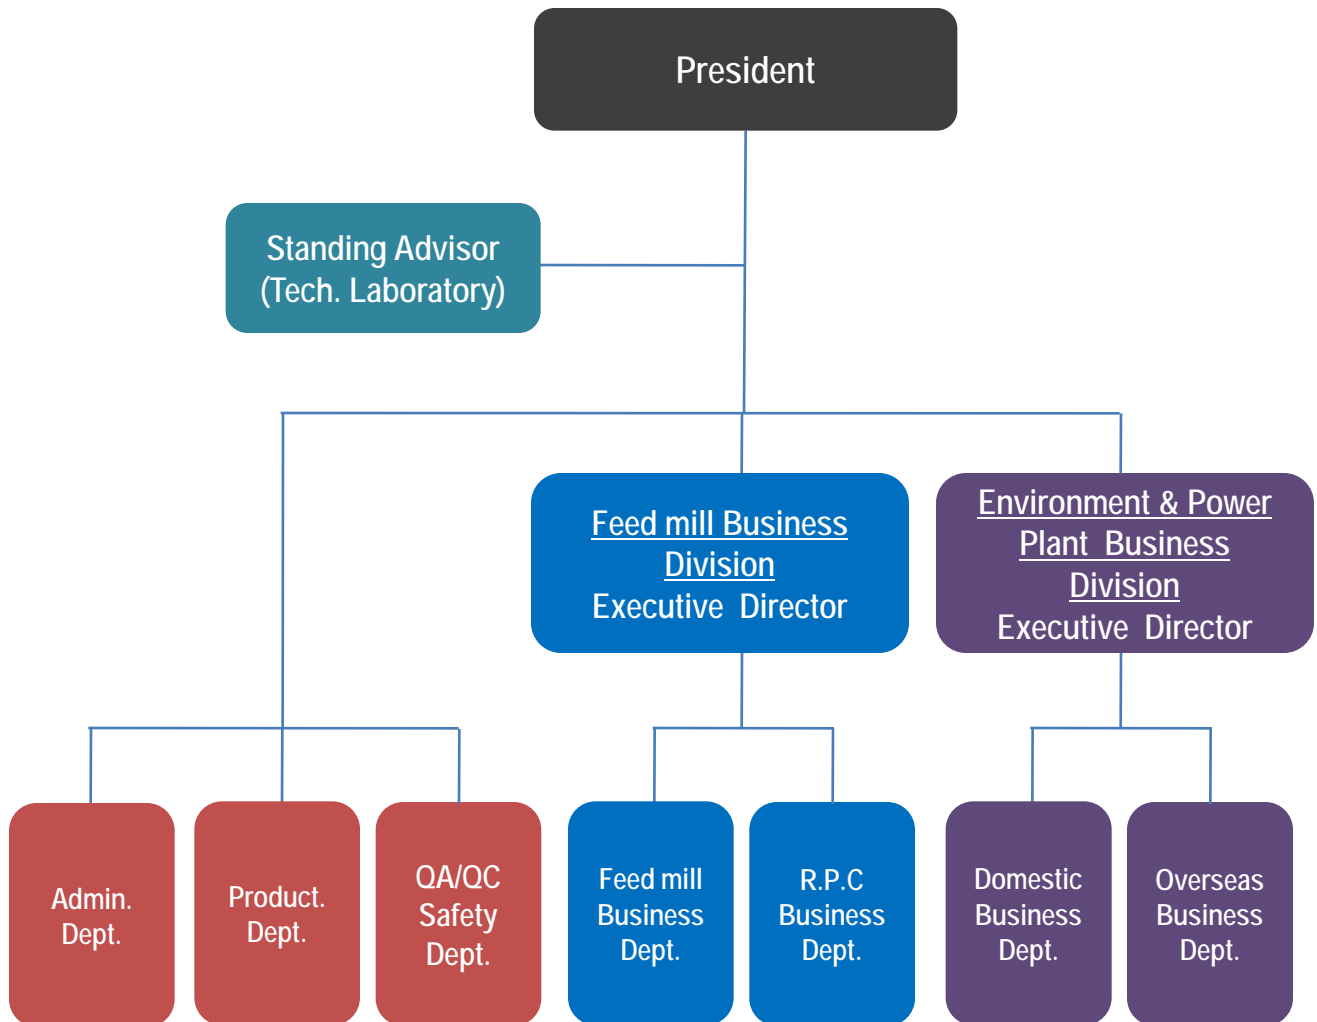 President
Standing Advisor
(Tech. Laboratory)
Feed mill Business
Division
Executive Director
Environment & Power
Plant Business
Division
Executive Director
Admin.
Dept.
Product.
Dept.
QA/QC
Safety
Dept.
Feed mill
Business
Dept.
R.P.C
Business
Dept.
Domestic
Business
Dept.
Overseas
Business
Dept.